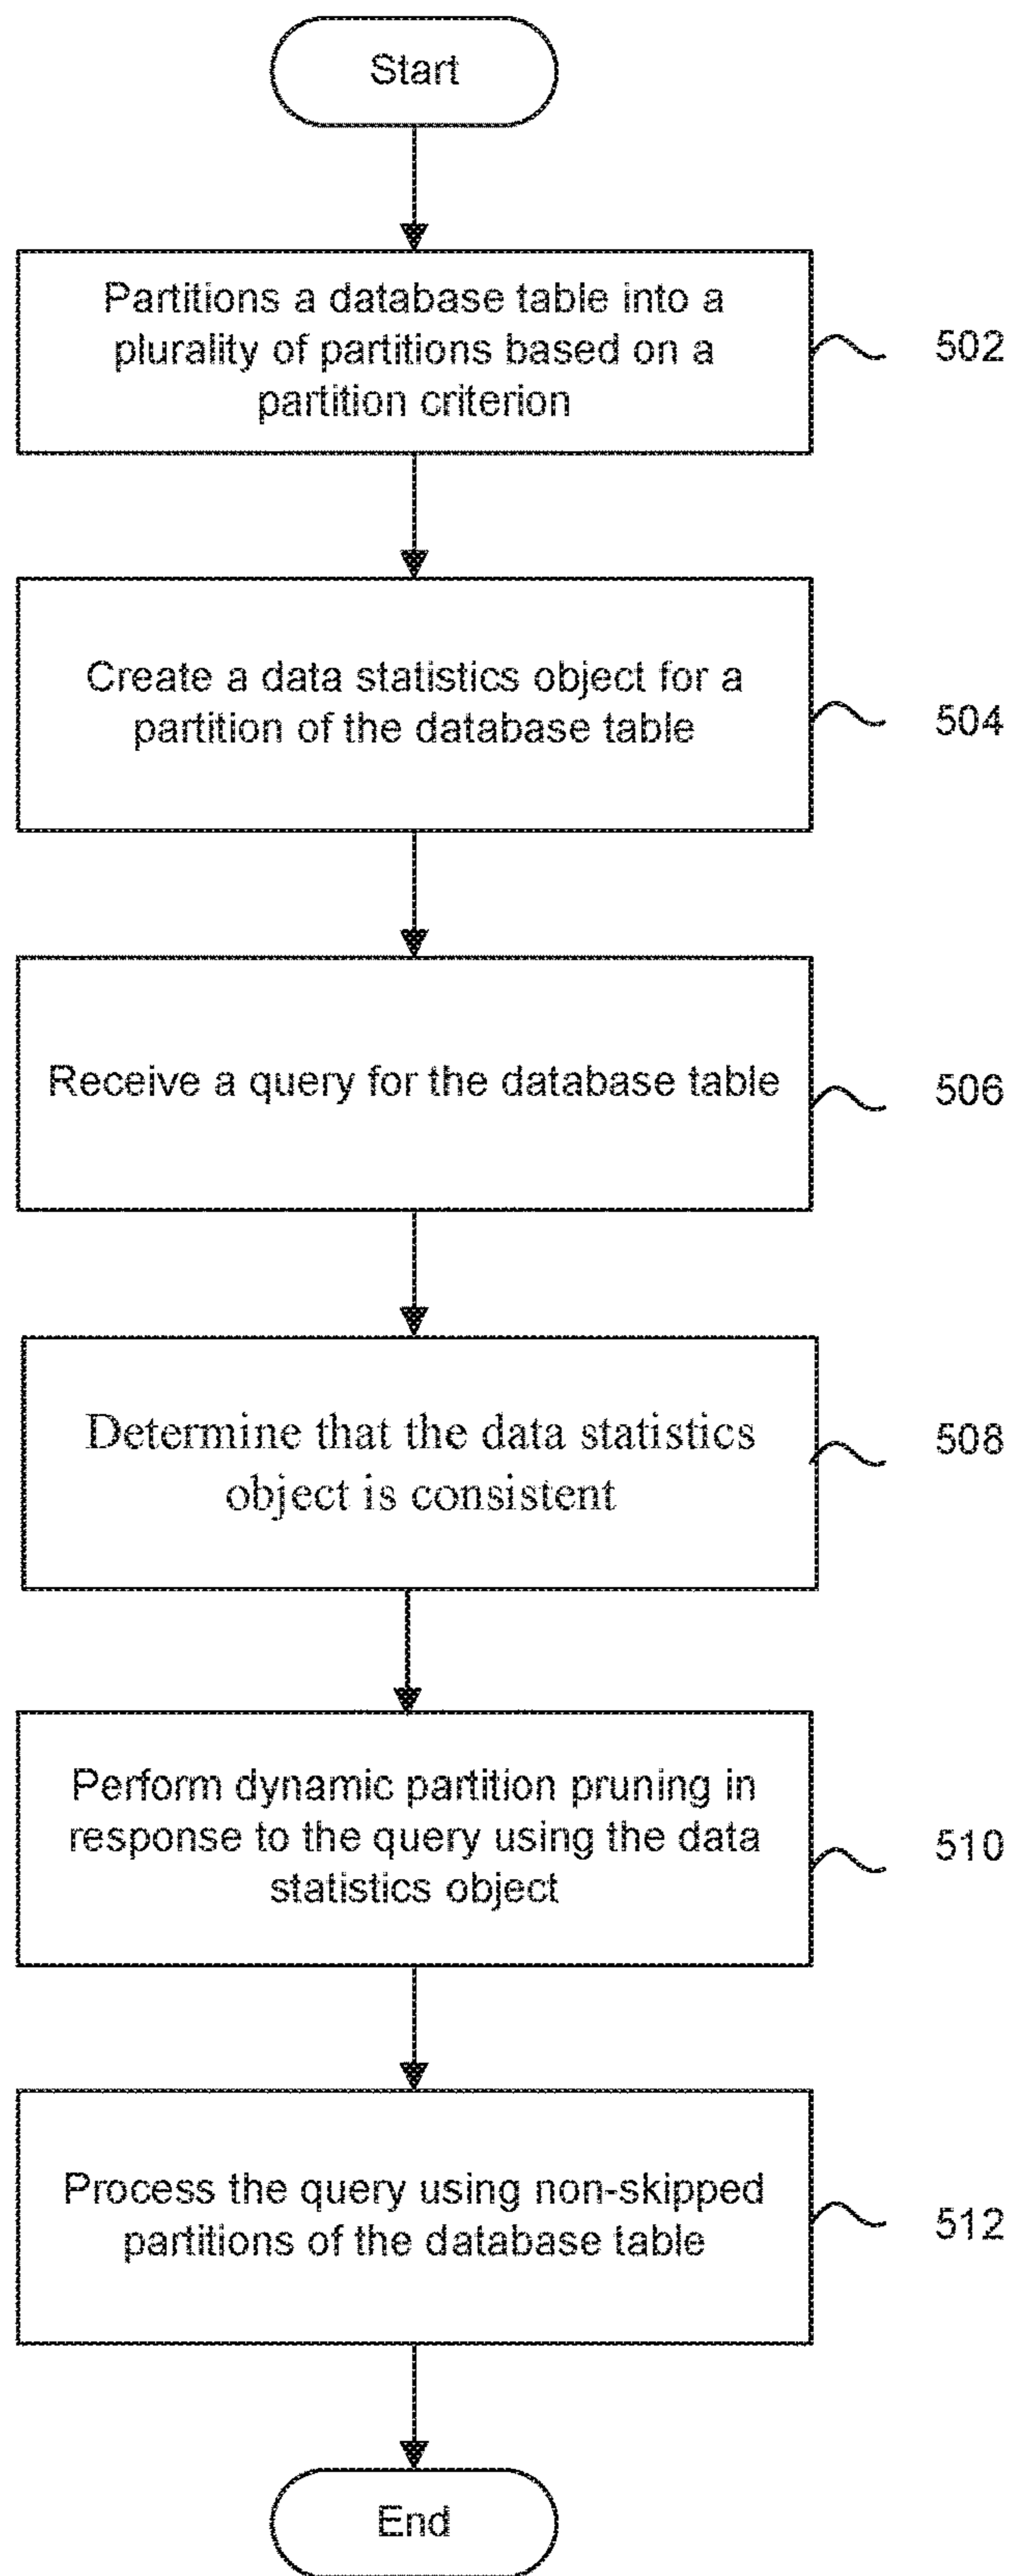 Start
Partitions a database table into a
plurality of partitions based on a
partition criterion
502
Create a data statistics object for a
partition of the database table
504
Receive a query for the database table
506
Determine that the data statistics
object is consistent
508
Perform dynamic partition pruning in
response to the query using the data
statistics object
510
Process the query using non-skipped
partitions of the database table
512
End